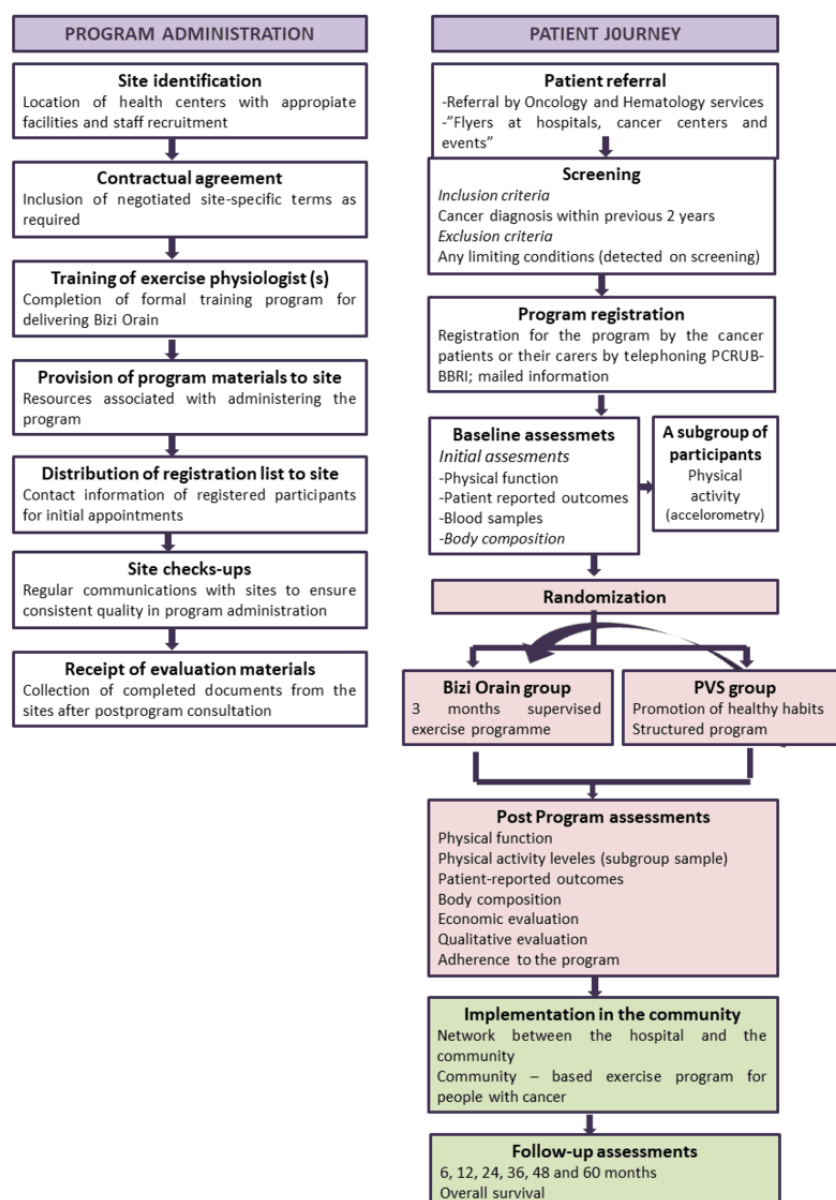 PROGRAM ADMINISTRATION
Site identification
Location of health centers with appropiate
facilities and staff recruitment
Contractual agreement
Inclusion of negotiated site-specific terms as
required
Training of exercise physiologist (s)
Completion of formal training program for
delivering Bizi Orain
Provision of program materials to site
Resources associated with administering the
program
Distribution of registration list to site
Contact information of registered participants
for initial appointments
Site checks-ups
Regular communications with sites to ensure
consistent quality in program administration
Receipt of evaluation materials
Collection of completed documents from the
sites after postprogram consultation
PATIENT JOURNEY
Patient referral
-Referral by Oncology and Hematology services
-”Flyers at hospitals, cancer centers and
events”
Screening
Inclusion criteria
Cancer diagnosis within previous 2 years
Exclusion criteria
Any limiting conditions (detected on screening)
Program registration
Registration for the program by the cancer
patients or their carers by telephoning PCRUB-
BBRI; mailed information
Baseline assessmets
Initial assesments
-Physical function
-Patient reported outcomes
-Blood samples
-Body composition
A subgroup of
participants
Physical
activity
(accelorometry)
Randomization
Bizi Orain group
3 months supervised
exercise programme
PVS group
Promotion of healthy habits
Structured program
Post Program assessments
Physical function
Physical activity leveles (subgroup sample)
Patient-reported outcomes
Body composition
Economic evaluation
Qualitative evaluation
Adherence to the program
Implementation in the community
Network between the hospital and the
community
Community – based exercise program for
people with cancer
Follow-up assessments
6, 12, 24, 36, 48 and 60 months
Overall survival